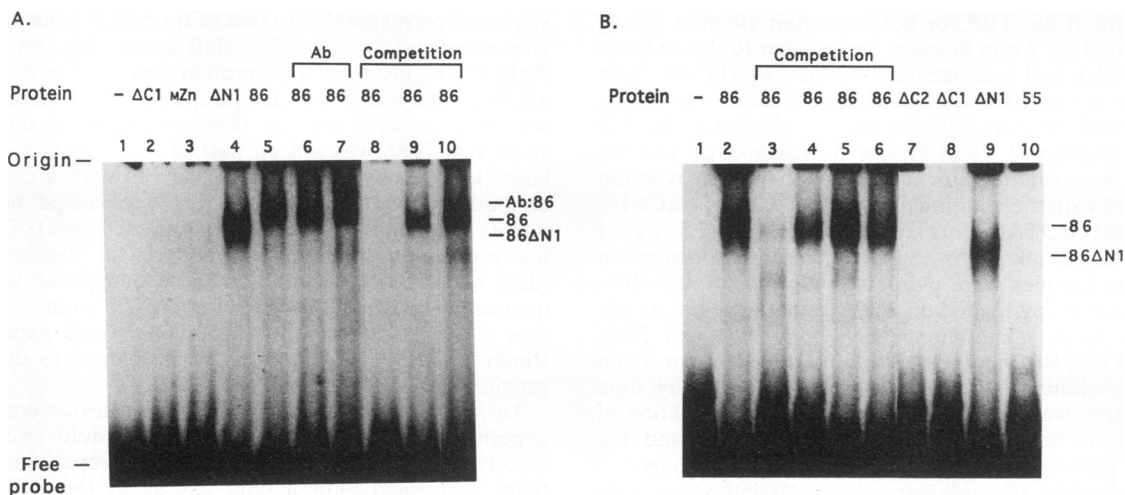 A.
Ab Competition
Protein - ΔC1 MZn ΔN1 86 86 86 86 86 86
1 2 3 4 5 6 7 8 9 10
Origin —
—Ab:86
—86
—86ΔN1
Free
probe —
B.
Competition
Protein - 86 86 86 86 86 ΔC2 ΔC1 ΔN1 55
1 2 3 4 5 6 7 8 9 10
—86
—86ΔN1